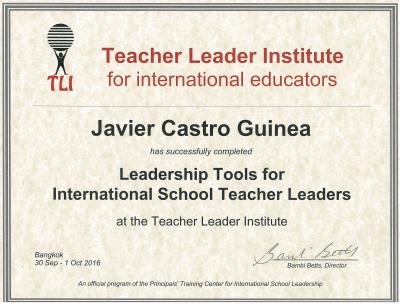 TLI
Teacher Leader Institute
for international educators
Javier Castro Guinea
has successfully completed
Leadership Tools for
International School Teacher Leaders
at the Teacher Leader Institute
Bangkok
30 Sep - 1 Oct 2016
Bambi Betts
Bambi Betts, Director
An official program of the Principals' Training Center for International School Leadership